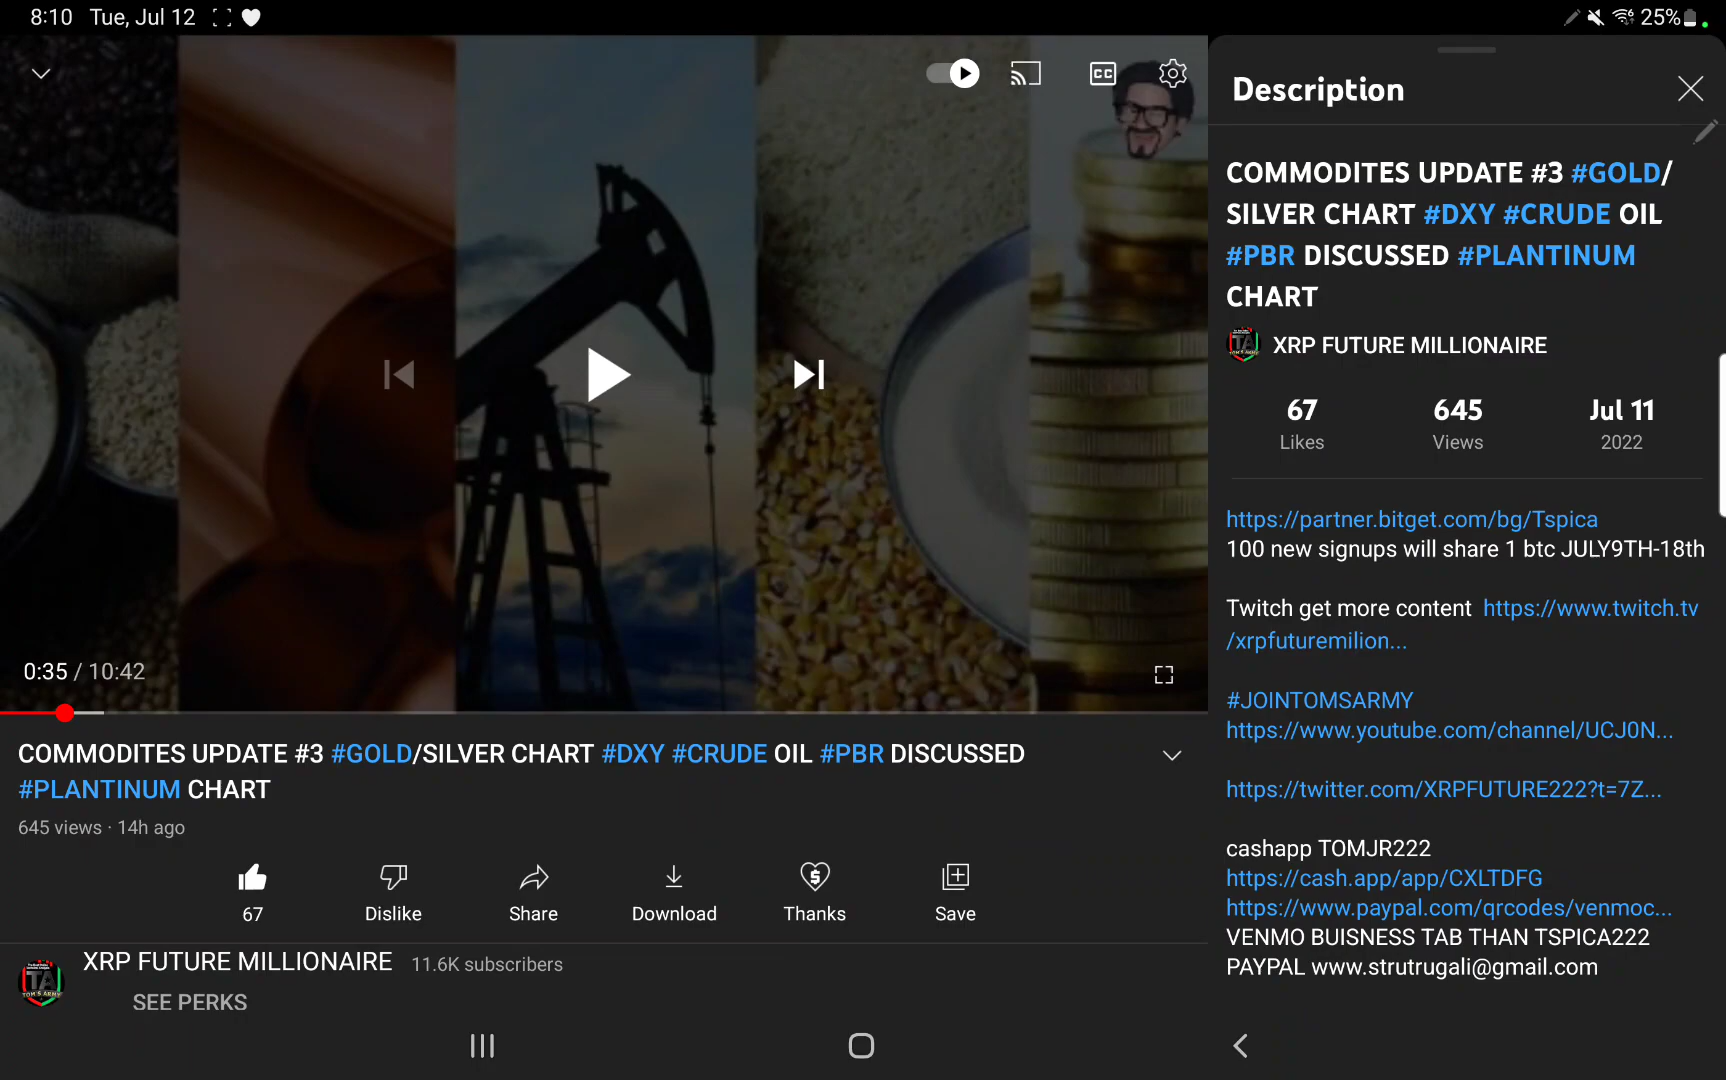 8:10 Tue, Jul 12
25%
CC
0:35 / 10:42
COMMODITES UPDATE #3 #GOLD/SILVER CHART #DXY #CRUDE OIL #PBR DISCUSSED
#PLANTINUM CHART
645 views · 14h ago
67
Dislike
Share
Download
Thanks
Save
TA
TOM'S ARMY
XRP FUTURE MILLIONAIRE 11.6K subscribers
SEE PERKS
Description
COMMODITES UPDATE #3 #GOLD/
SILVER CHART #DXY #CRUDE OIL
#PBR DISCUSSED #PLANTINUM
CHART
TA
XRP FUTURE MILLIONAIRE
67 645 Jul 11
Likes Views 2022
https://partner.bitget.com/bg/Tspica
100 new signups will share 1 btc JULY9TH-18th
Twitch get more content https://www.twitch.tv
/xrpfuturemilion...
#JOINTOMSARMY
https://www.youtube.com/channel/UCJ0N...
https://twitter.com/XRPFUTURE222?t=7Z...
cashapp TOMJR222
https://cash.app/app/CXLTDFG
https://www.paypal.com/qrcodes/venmoc...
VENMO BUISNESS TAB THAN TSPICA222
PAYPAL www.strutrugali@gmail.com